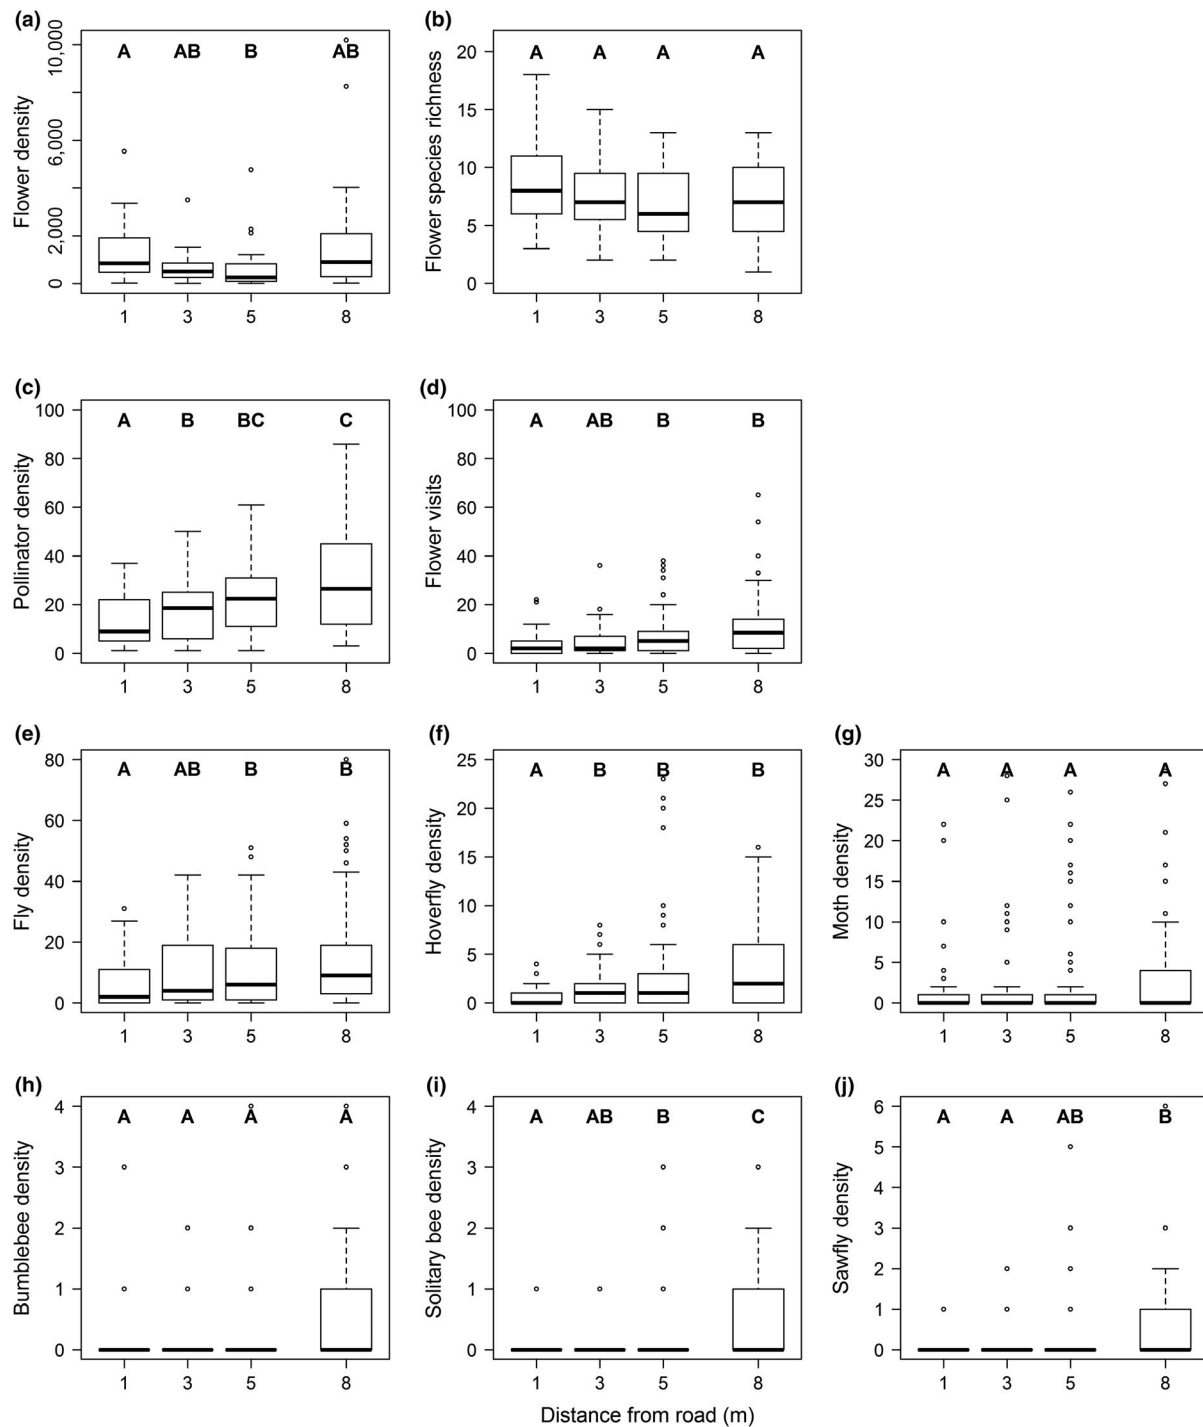 (a)
Flower density
10,000
6,000
2,000
0
A AB B AB
1 3 5 8
(b)
Flower species richness
20
15
10
5
0
A A A A
1 3 5 8
(c)
Pollinator density
100
80
60
40
20
0
A B BC C
1 3 5 8
(d)
Flower visits
100
80
60
40
20
0
A AB B B
1 3 5 8
(e)
Fly density
80
60
40
20
0
A AB B B
1 3 5 8
(f)
Hoverfly density
25
20
15
10
5
0
A B B B
1 3 5 8
(g)
Moth density
30
25
20
15
10
5
0
A A A A
1 3 5 8
(h)
Bumblebee density
4
3
2
1
0
A A A A
1 3 5 8
(i)
Solitary bee density
4
3
2
1
0
A AB B C
1 3 5 8
(j)
Sawfly density
6
5
4
3
2
1
0
A A AB B
1 3 5 8
Distance from road (m)